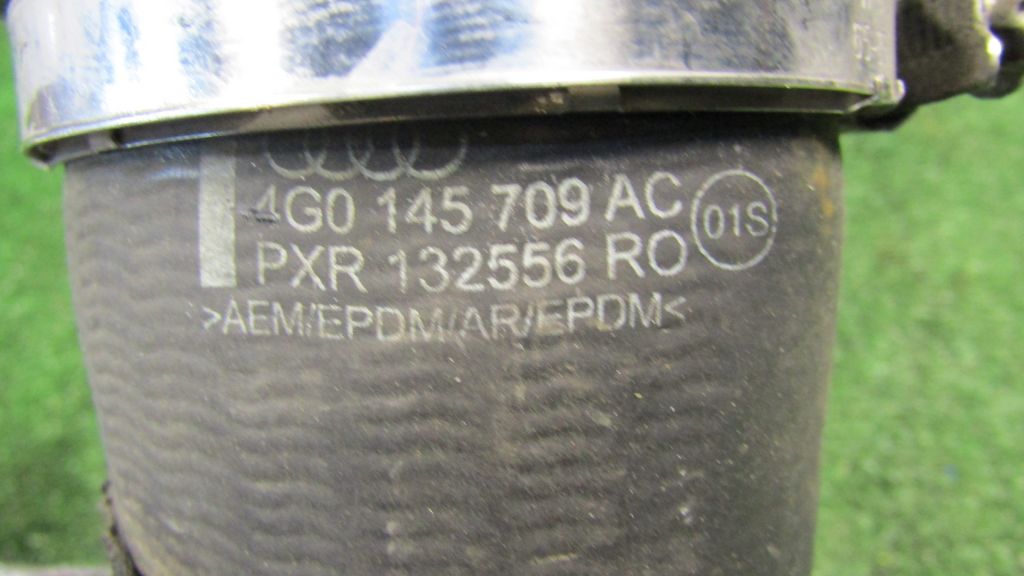 4G0 145 709 AC
01S
PXR 132556 RO
>AEM/EPDM/AR/EPDM<